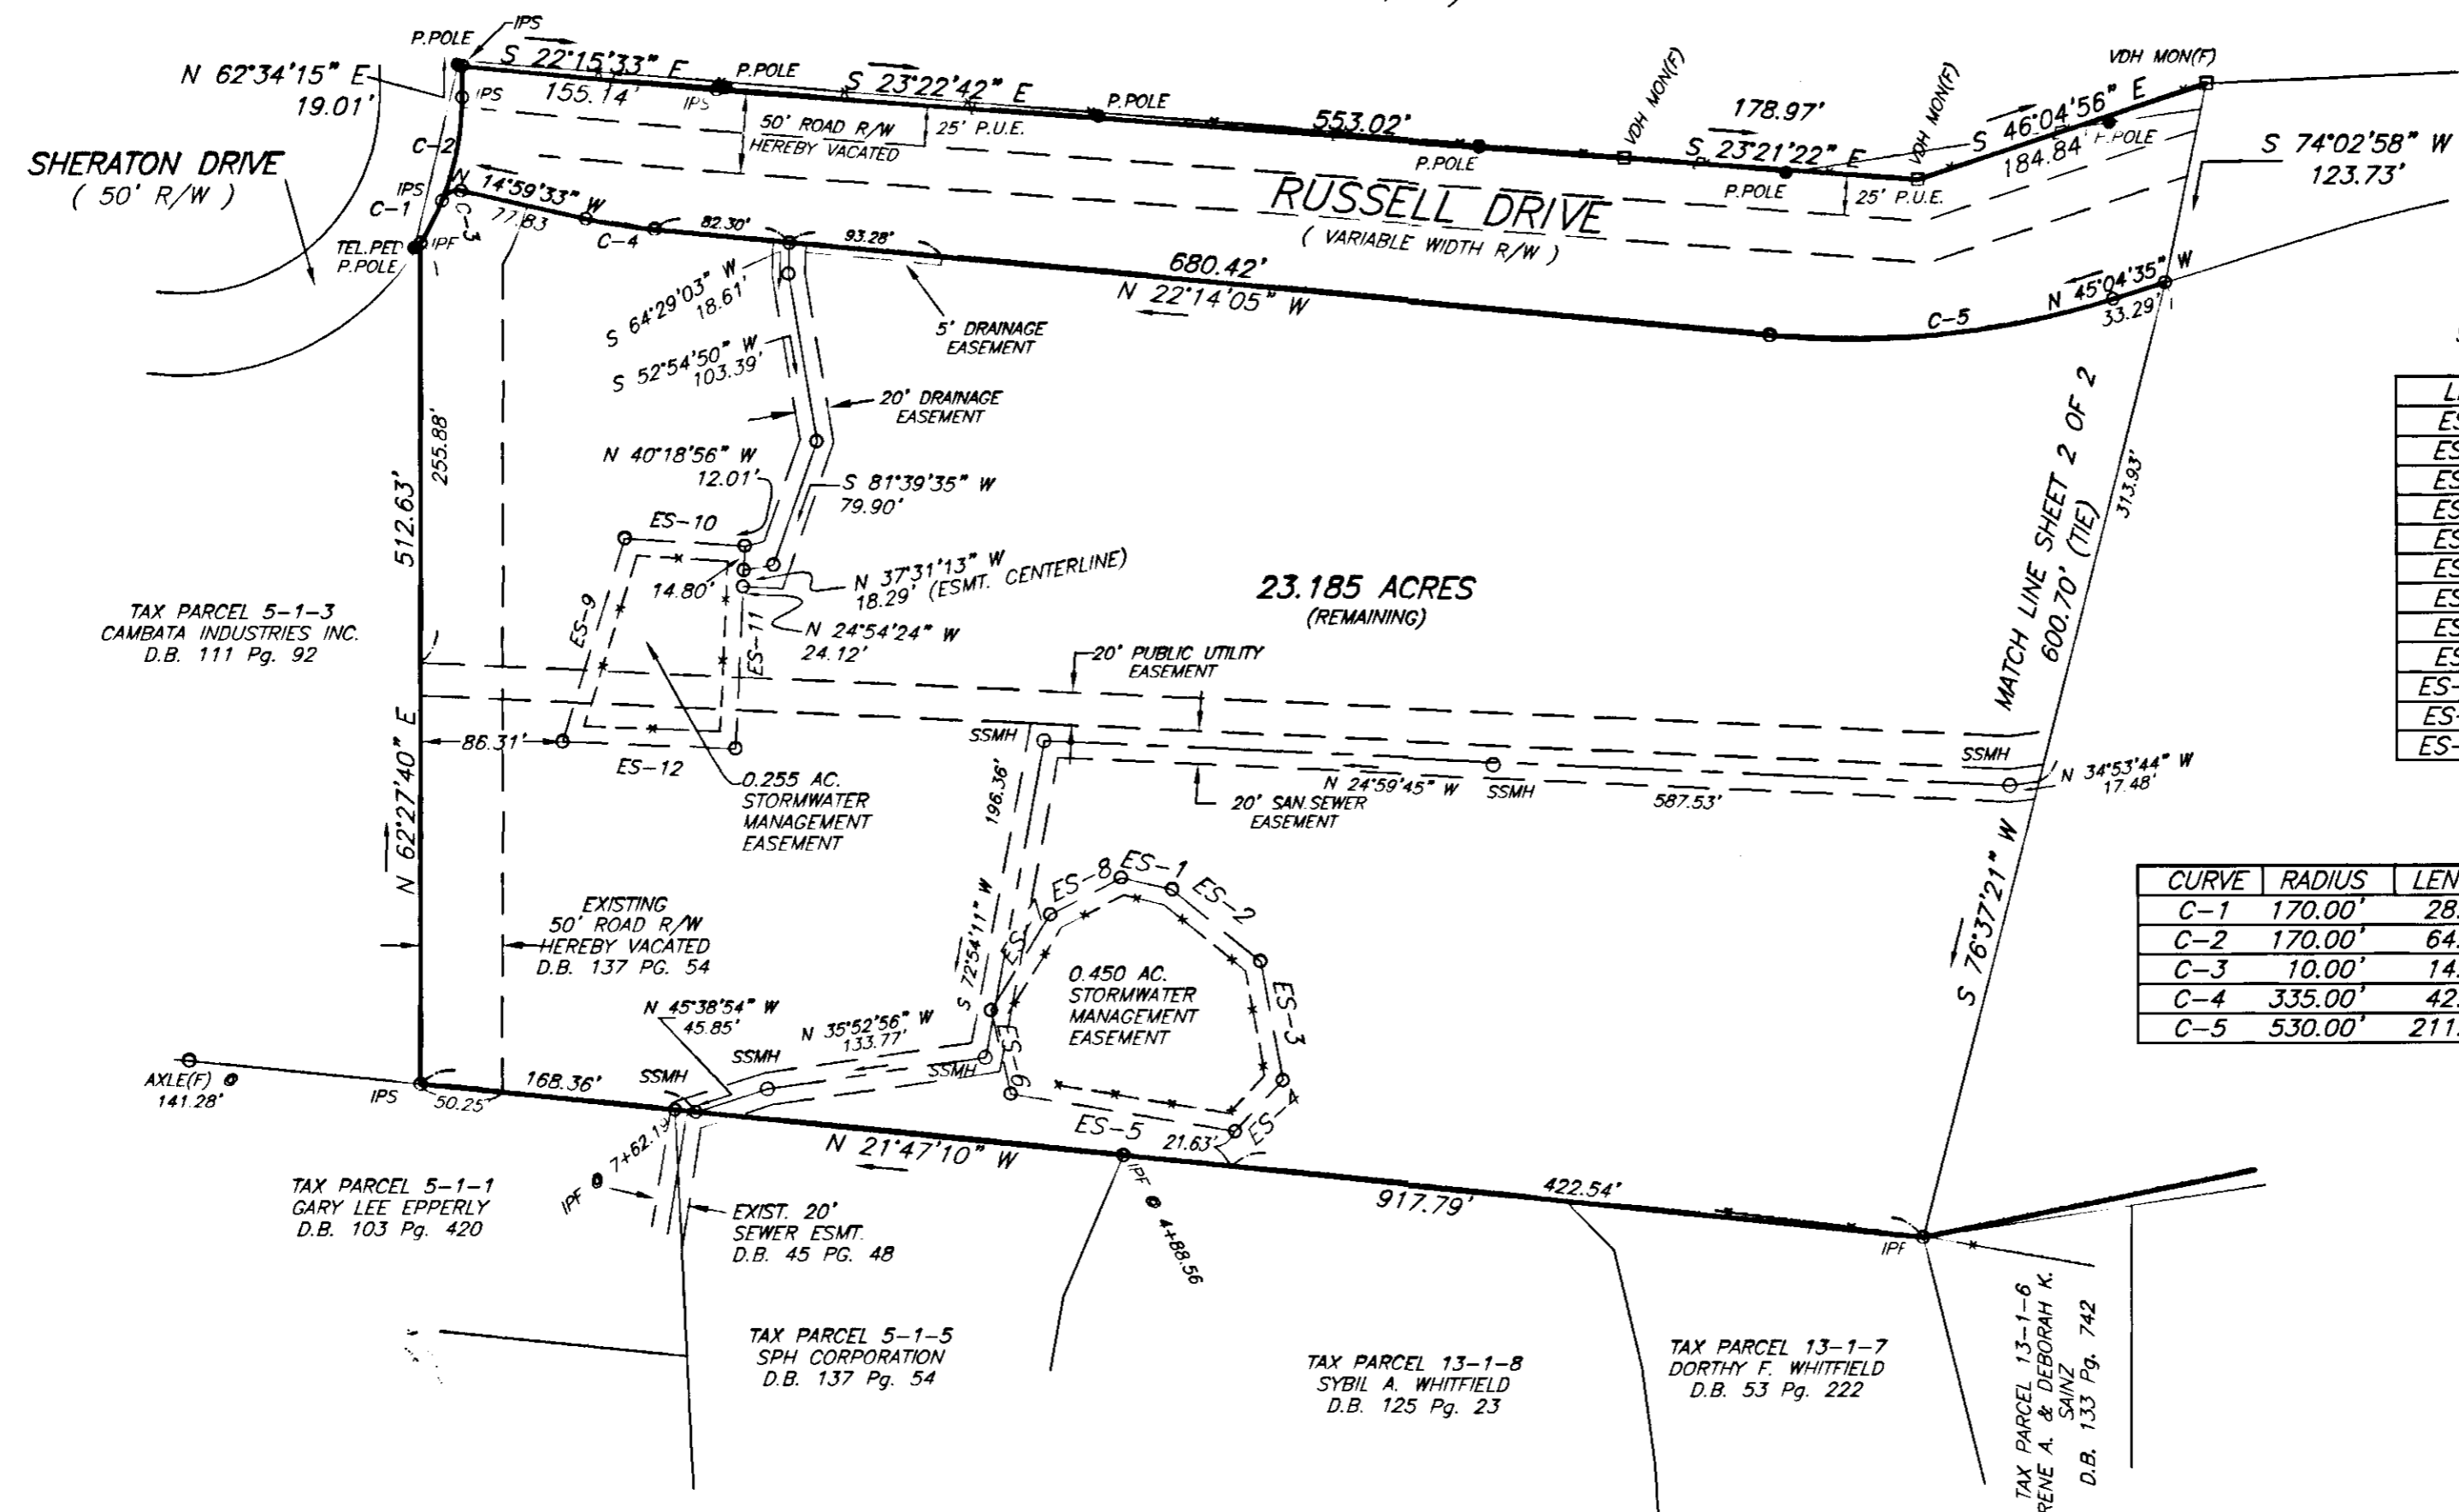 IPS
P.POLE
N 62°34'15" E
19.01'
S 22°15'33" E
155.14'
IPS
IPS
P.POLE
S 23°22'42" E
553.02'
P.POLE
50' ROAD R/W
HEREBY VACATED
25' P.U.E.
P.POLE
VDH MON(F)
178.97'
S 23°21'22" E
P.POLE
VDH MON(F)
25' P.U.E.
S 46°04'56" E
184.84'
P.POLE
VDH MON(F)
S 74°02'58" W
123.73'
SHERATON DRIVE
( 50' R/W )
C-2
IPS
C-1
C-3
TEL.PED
P.POLE
IPF
N 14°59'33" W
77.83
C-4
82.30'
93.28'
RUSSELL DRIVE
( VARIABLE WIDTH R/W )
680.42'
N 22°14'05" W
C-5
N 45°04'35" W
33.29'
S 64°29'03" W
18.61'
S 52°54'50" W
103.39'
5' DRAINAGE
EASEMENT
20' DRAINAGE
EASEMENT
N 40°18'56" W
12.01'
S 81°39'35" W
79.90'
ES-10
14.80'
N 37°31'13" W
18.29' (ESMT. CENTERLINE)
N 24°54'24" W
24.12'
ES-9
ES-11
ES-12
255.88'
512.63'
N 62°27'40" E
TAX PARCEL 5-1-3
CAMBATA INDUSTRIES INC.
D.B. 111 Pg. 92
86.31'
0.255 AC.
STORMWATER
MANAGEMENT
EASEMENT
23.185 ACRES
(REMAINING)
20' PUBLIC UTILITY
EASEMENT
MATCH LINE SHEET 2 OF 2
600.70' (TIE)
313.93'
S 76°37'21" W
SSMH
196.36'
S 72°54'11" W
N 24°59'45" W
SSMH
587.53'
SSMH
N 34°53'44" W
17.48'
20' SAN.SEWER
EASEMENT
EXISTING
50' ROAD R/W
HEREBY VACATED
D.B. 137 PG. 54
ES-8
ES-1
ES-2
ES-3
ES-4
ES-5
ES-6
ES-
0.450 AC.
STORMWATER
MANAGEMENT
EASEMENT
N 45°38'54" W
45.85'
N 35°52'56" W
133.77'
SSMH
SSMH
SSMH
AXLE(F) @
141.28'
IPS
50.25'
168.36'
N 21°47'10" W
21.63'
917.79'
422.54'
IPF @ 7+62.19
IPF @ 4+88.56
IPF
EXIST. 20'
SEWER ESMT.
D.B. 45 PG. 48
TAX PARCEL 5-1-1
GARY LEE EPPERLY
D.B. 103 Pg. 420
TAX PARCEL 5-1-5
SPH CORPORATION
D.B. 137 Pg. 54
TAX PARCEL 13-1-8
SYBIL A. WHITFIELD
D.B. 125 Pg. 23
TAX PARCEL 13-1-7
DORTHY F. WHITFIELD
D.B. 53 Pg. 222
TAX PARCEL 13-1-6
RENE A. & DEBORAH K.
SAINZ
D.B. 133 Pg. 742
CURVE RADIUS LEN
C-1 170.00' 28.
C-2 170.00' 64.
C-3 10.00' 14.
C-4 335.00' 42.
C-5 530.00' 211.